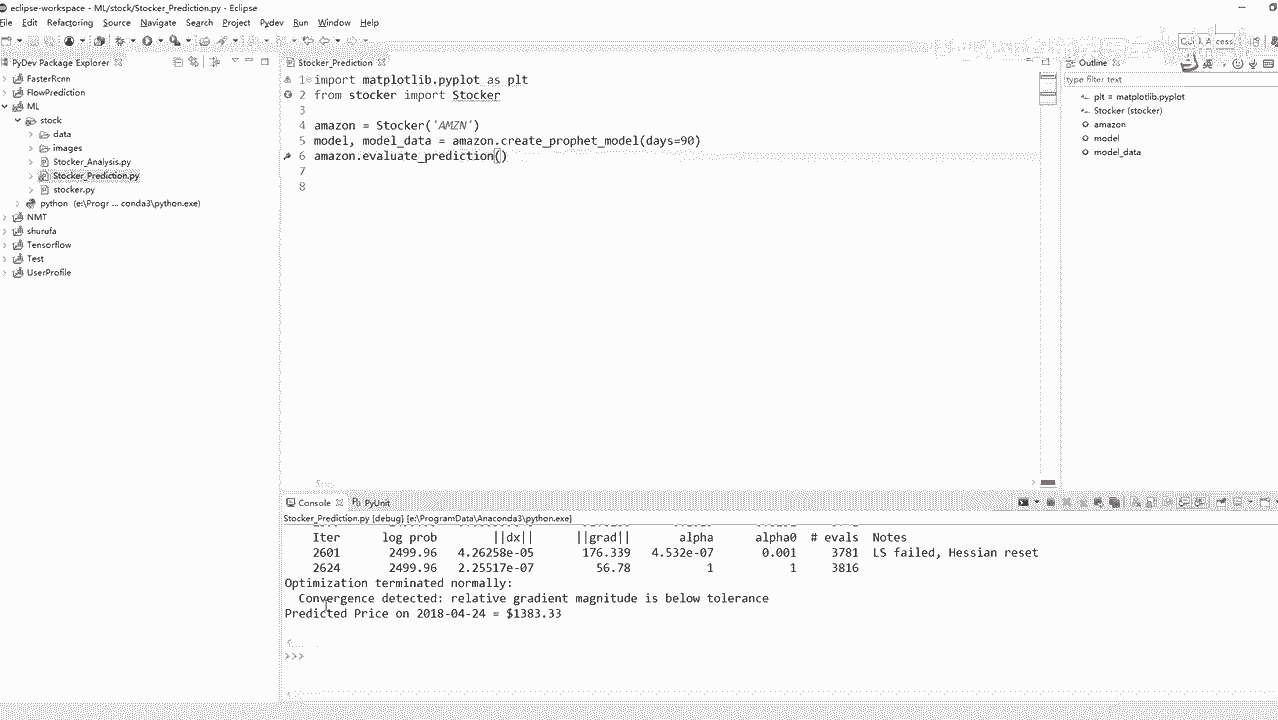 eclipse-workspace - ML/stock/Stocker_Prediction.py - Eclipse
File Edit Refactoring Source Navigate Search Project Pydev Run Window Help
PyDev Package Explorer
FasterRcnn
FlowPrediction
ML
stock
data
images
Stocker_Analysis.py
Stocker_Prediction.py
stocker.py
python (e:\Progr ... conda3\python.exe)
NMT
shurufa
Tensorflow
Test
UserProfile
Stocker_Prediction
1 import matplotlib.pyplot as plt
2 from stocker import Stocker
3
4 amazon = Stocker('AMZN')
5 model, model_data = amazon.create_prophet_model(days=90)
6 amazon.evaluate_prediction()
7
8
Outline
type filter text
plt = matplotlib.pyplot
Stocker (stocker)
amazon
model
model_data
Console PyUnit
Stocker_Prediction.py [debug] [e:\ProgramData\Anaconda3\python.exe]
Iter log prob ||dx|| ||grad|| alpha alpha0 # evals Notes
2601 2499.96 4.26258e-05 176.339 4.532e-07 0.001 3781 LS failed, Hessian reset
2624 2499.96 2.25517e-07 56.78 1 1 3816
Optimization terminated normally:
Convergence detected: relative gradient magnitude is below tolerance
Predicted Price on 2018-04-24 = $1383.33
>>>